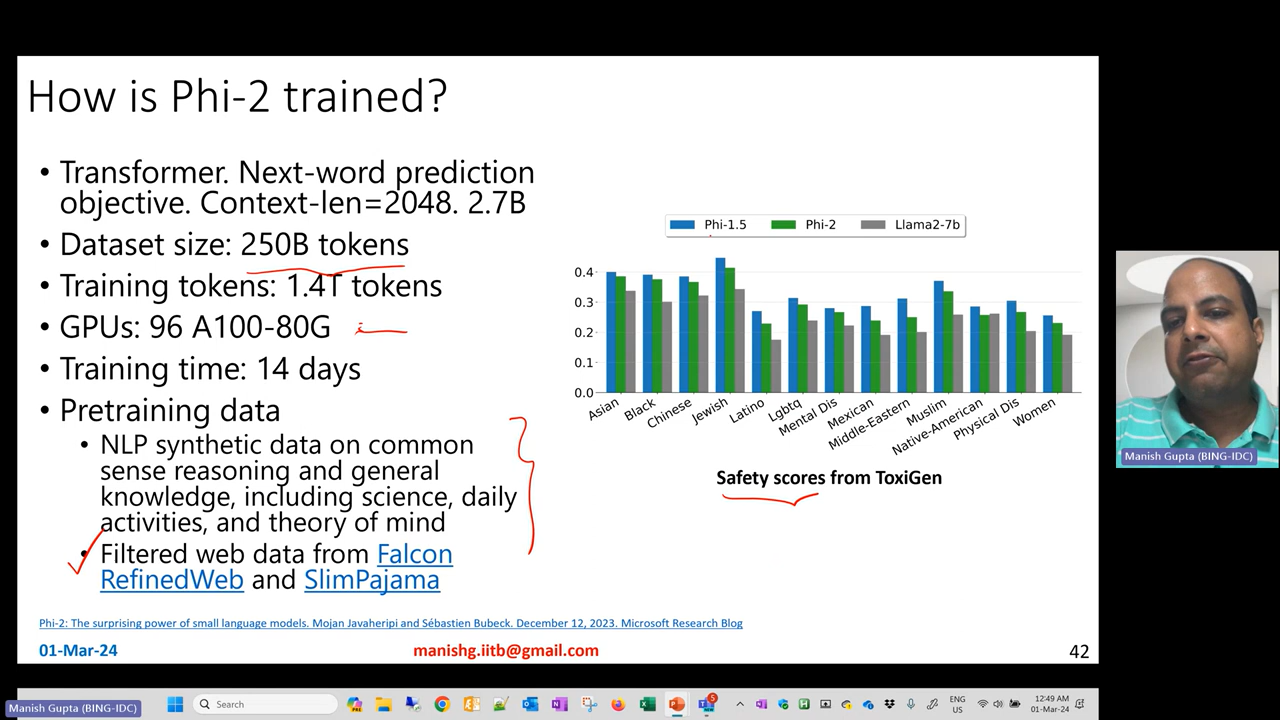 How is Phi-2 trained?
• Transformer. Next-word prediction
objective. Context-len=2048. 2.7B
• Dataset size: 250B tokens
• Training tokens: 1.4T tokens
• GPUs: 96 A100-80G
• Training time: 14 days
• Pretraining data
• NLP synthetic data on common
sense reasoning and general
knowledge, including science, daily
activities, and theory of mind
• Filtered web data from Falcon
RefinedWeb and SlimPajama
Phi-1.5 Phi-2 Llama2-7b
0.4
0.3
0.2
0.1
0.0
Asian Black Chinese Jewish Latino Lgbtq Mental Dis Mexican Middle-Eastern Muslim Native-American Physical Dis Women
Safety scores from ToxiGen
Phi-2: The surprising power of small language models. Mojan Javaheripi and Sébastien Bubeck. December 12, 2023. Microsoft Research Blog
01-Mar-24 manishg.iitb@gmail.com 42
Manish Gupta (BING-IDC)
Manish Gupta (BING-IDC)
Search
5
ENG
US
12:49 AM
01-Mar-24